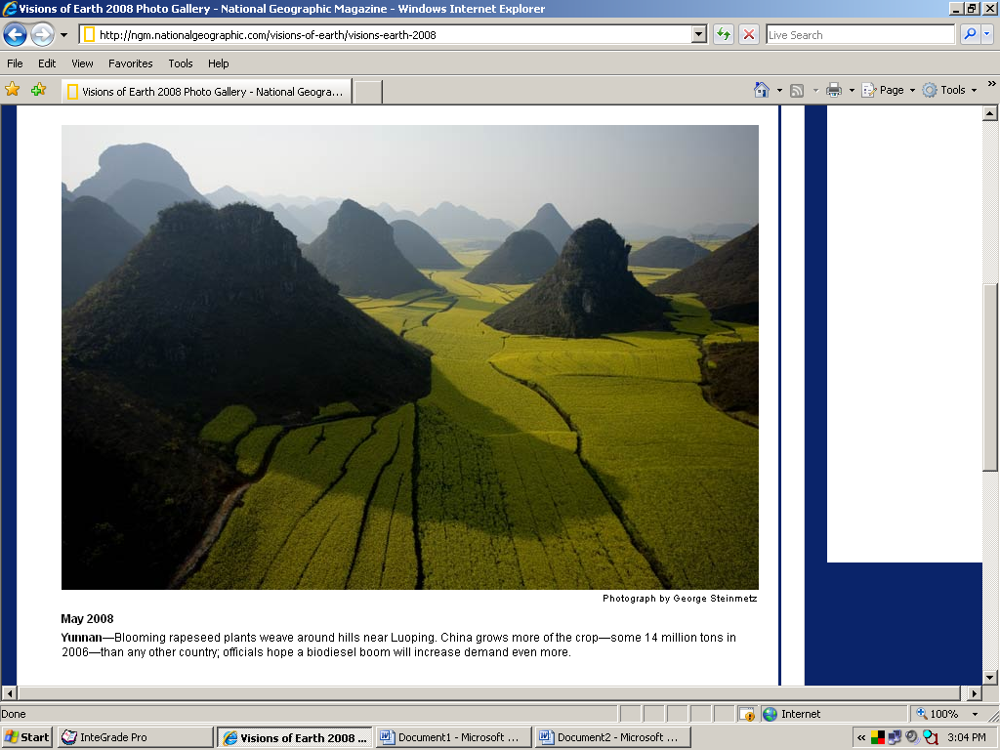 Visions of Earth 2008 Photo Gallery - National Geographic Magazine - Windows Internet Explorer
http://ngm.nationalgeographic.com/visions-of-earth/visions-earth-2008
Live Search
File Edit View Favorites Tools Help
Visions of Earth 2008 Photo Gallery - National Geogra...
Page Tools
Photograph by George Steinmetz
May 2008
Yunnan—Blooming rapeseed plants weave around hills near Luoping. China grows more of the crop—some 14 million tons in
2006—than any other country; officials hope a biodiesel boom will increase demand even more.
Done Internet 100%
Start InteGrade Pro Visions of Earth 2008 ... Document1 - Microsoft ... Document2 - Microsoft ... 3:04 PM